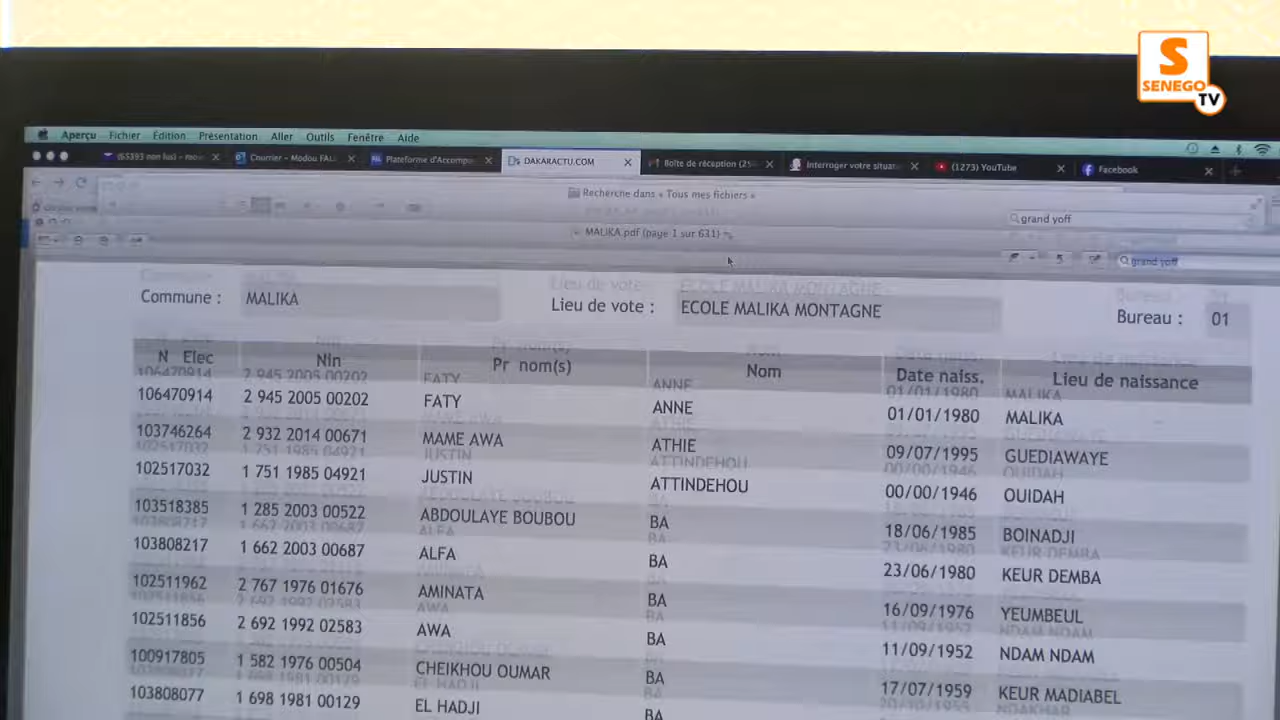 S
SENEGO
TV
Aperçu Fichier Édition Présentation Aller Outils Fenêtre Aide
(65393 non lus) Courrier - Modou FALL Plateforme d'Accompag DAKARACTU.COM Boîte de réception (25 Interroger votre situat (1273) YouTube Facebook
Recherche dans « Tous mes fichiers »
grand yoff
MALIKA.pdf (page 1 sur 631)
grand yoff
Commune : MALIKA Lieu de vote : ECOLE MALIKA MONTAGNE Bureau : 01
N Elec Nin Pr nom(s) Nom Date naiss. Lieu de naissance
106470914 2 945 2005 00202 FATY ANNE 01/01/1980 MALIKA
103746264 2 932 2014 00671 MAME AWA ATHIE 09/07/1995 GUEDIAWAYE
102517032 1 751 1985 04921 JUSTIN ATTINDEHOU 00/00/1946 OUIDAH
103518385 1 285 2003 00522 ABDOULAYE BOUBOU BA 18/06/1985 BOINADJI
103808217 1 662 2003 00687 ALFA BA 23/06/1980 KEUR DEMBA
102511962 2 767 1976 01676 AMINATA BA 16/09/1976 YEUMBEUL
102511856 2 692 1992 02583 AWA BA 11/09/1952 NDAM NDAM
100917805 1 582 1976 00504 CHEIKHOU OUMAR BA 17/07/1959 KEUR MADIABEL
103808077 1 698 1981 00129 EL HADJI BA